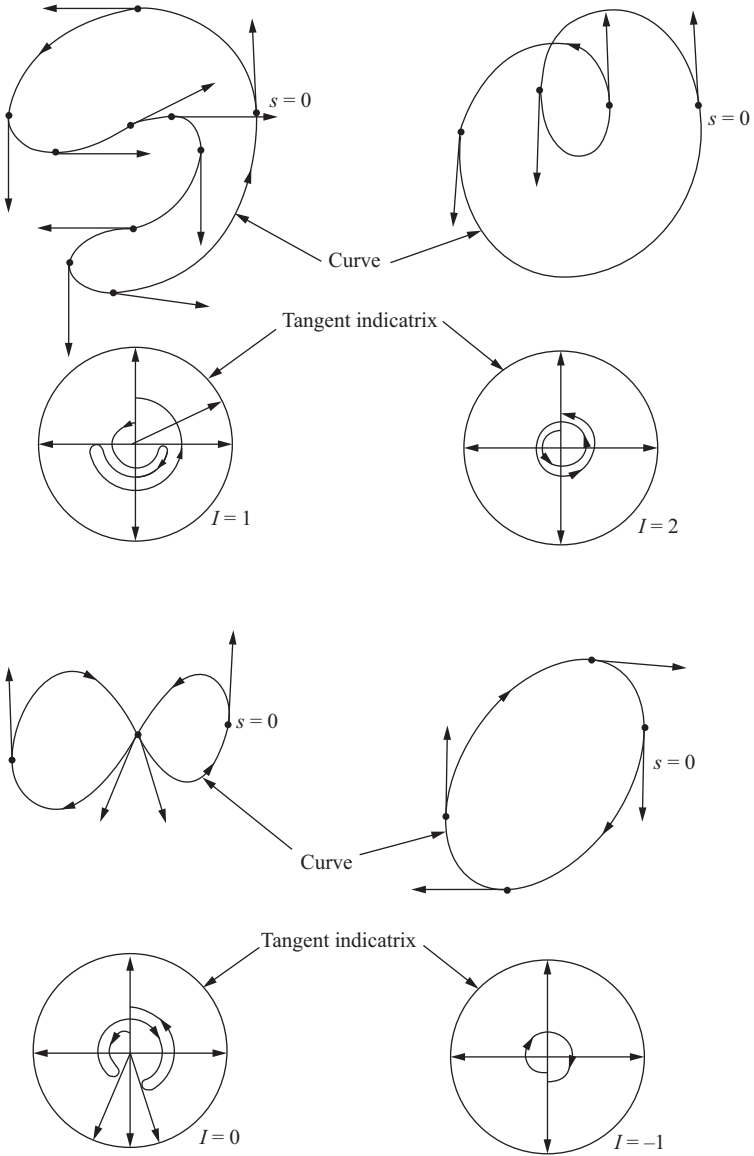 s = 0
s = 0
Curve
Tangent indicatrix
I = 1
I = 2
s = 0
s = 0
Curve
Tangent indicatrix
I = 0
I = –1